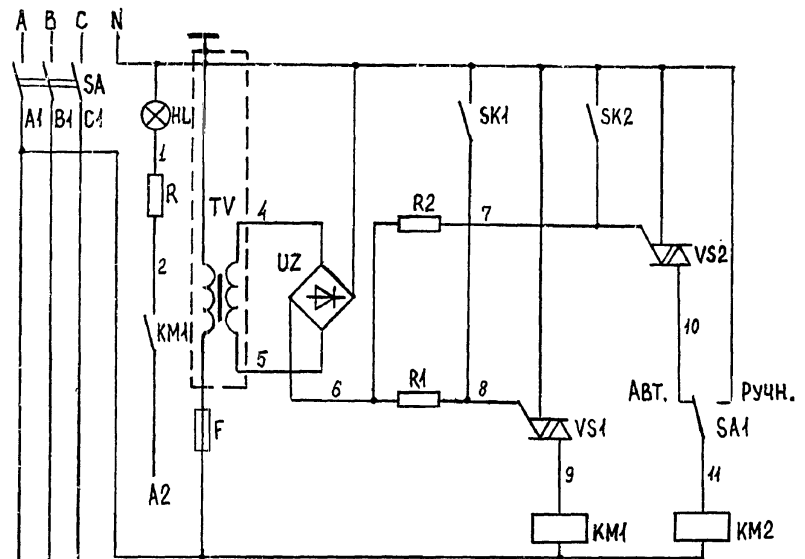 A B C N
SA
A1 B1 C1
HL
SK1
SK2
1
R
TV
4
R2
7
UZ
VS2
2
KM1
10
5
6
R1
8
АВТ.
РУЧН.
F
VS1
SA1
A2
9
11
KM1
KM2